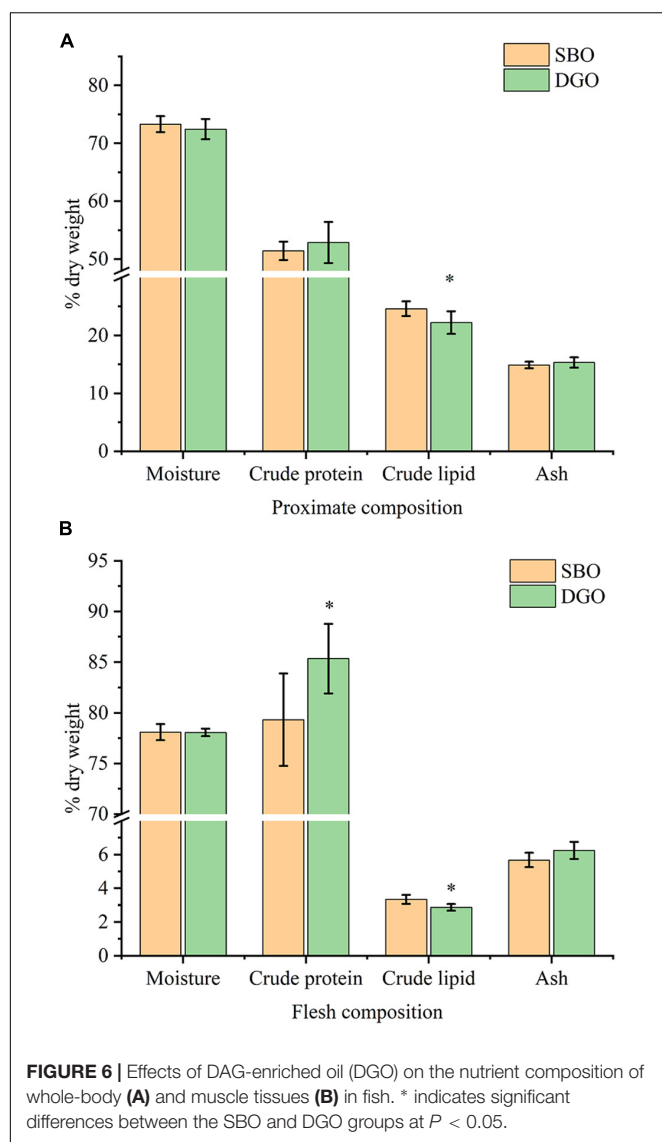 A
SBO
DGO
80
70
60
50
20
10
0
% dry weight
*
Moisture Crude protein Crude lipid Ash
Proximate composition
B
SBO
DGO
95
90
85
80
75
70
6
4
2
0
% dry weight
*
*
Moisture Crude protein Crude lipid Ash
Flesh composition
FIGURE 6 | Effects of DAG-enriched oil (DGO) on the nutrient composition of
whole-body (A) and muscle tissues (B) in fish. * indicates significant
differences between the SBO and DGO groups at P < 0.05.